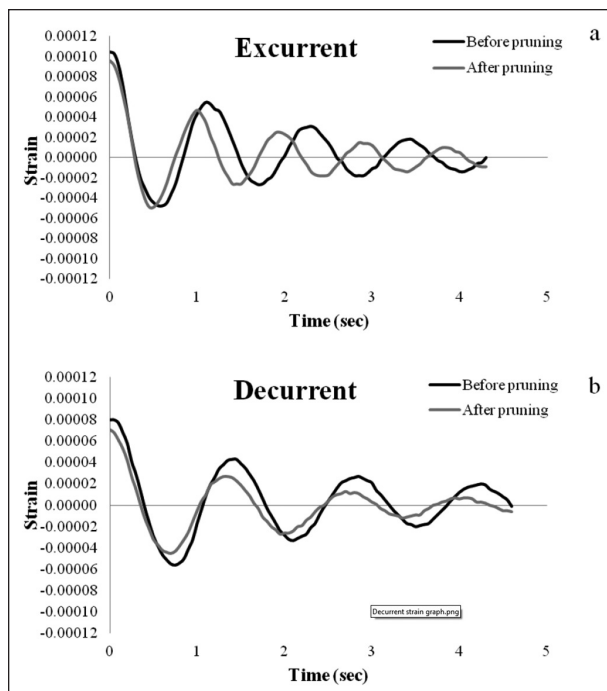 a
Excurrent
Before pruning
After pruning
0.00012
0.00010
0.00008
0.00006
0.00004
0.00002
0.00000
-0.00002
-0.00004
-0.00006
-0.00008
-0.00010
-0.00012
Strain
0 1 2 3 4 5
Time (sec)
b
Decurrent
Before pruning
After pruning
0.00012
0.00010
0.00008
0.00006
0.00004
0.00002
0.00000
-0.00002
-0.00004
-0.00006
-0.00008
-0.00010
-0.00012
Strain
Decurrent strain graph.png
0 1 2 3 4 5
Time (sec)